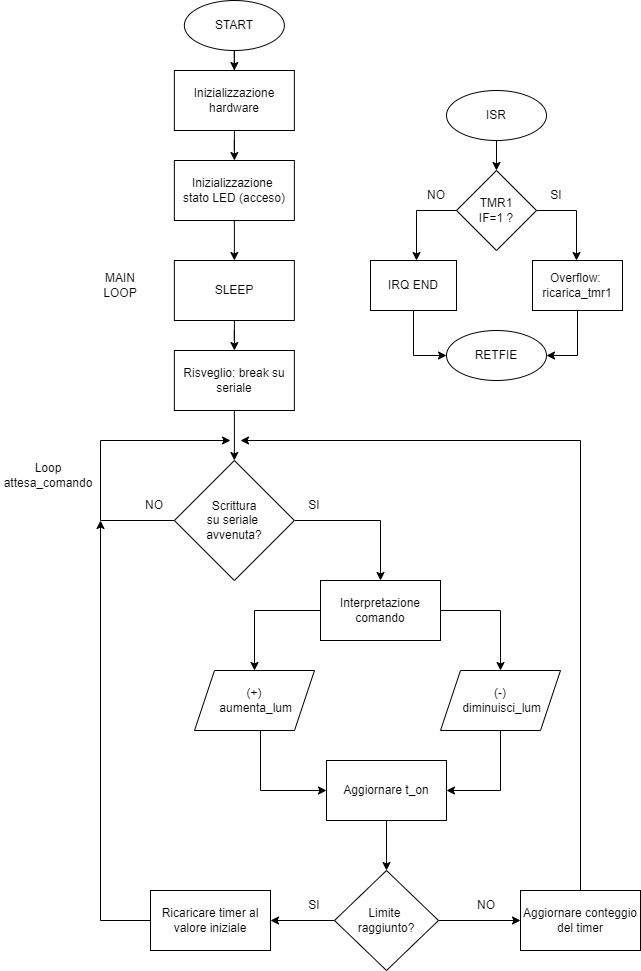 START
Inizializzazione
hardware
Inizializzazione
stato LED (acceso)
MAIN
LOOP
SLEEP
Risveglio: break su
seriale
ISR
NO
TMR1
IF=1 ?
SI
IRQ END
Overflow:
ricarica_tmr1
RETFIE
Loop
attesa_comando
NO
Scrittura
su seriale
avvenuta?
SI
Interpretazione
comando
(+)
aumenta_lum
(-)
diminuisci_lum
Aggiornare t_on
Ricaricare timer al
valore iniziale
SI
Limite
raggiunto?
NO
Aggiornare conteggio
del timer